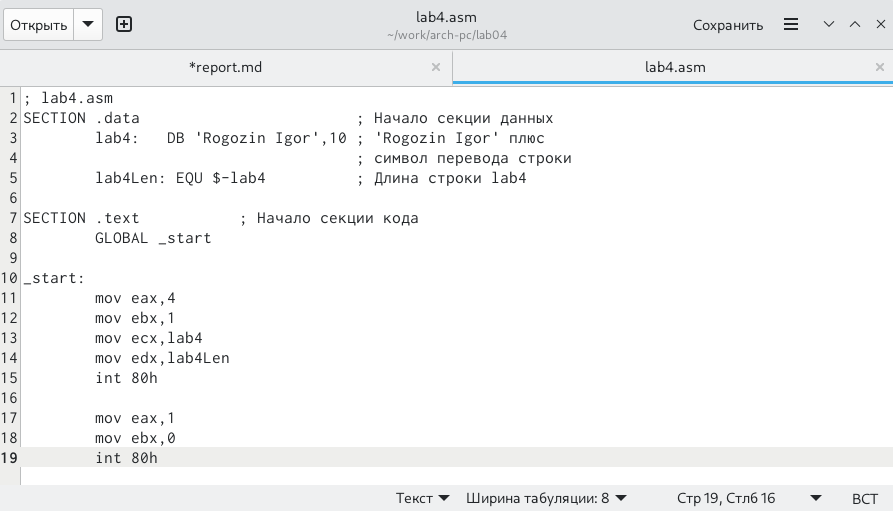 Открыть
lab4.asm
~/work/arch-pc/lab04
Сохранить
*report.md
lab4.asm
1 ; lab4.asm
2 SECTION .data ; Начало секции данных
3 lab4: DB 'Rogozin Igor',10 ; 'Rogozin Igor' плюс
4 ; символ перевода строки
5 lab4Len: EQU $-lab4 ; Длина строки lab4
6
7 SECTION .text ; Начало секции кода
8 GLOBAL _start
9
10 _start:
11 mov eax,4
12 mov ebx,1
13 mov ecx,lab4
14 mov edx,lab4Len
15 int 80h
16
17 mov eax,1
18 mov ebx,0
19 int 80h
Текст Ширина табуляции: 8 Стр 19, Стлб 16 ВСТ